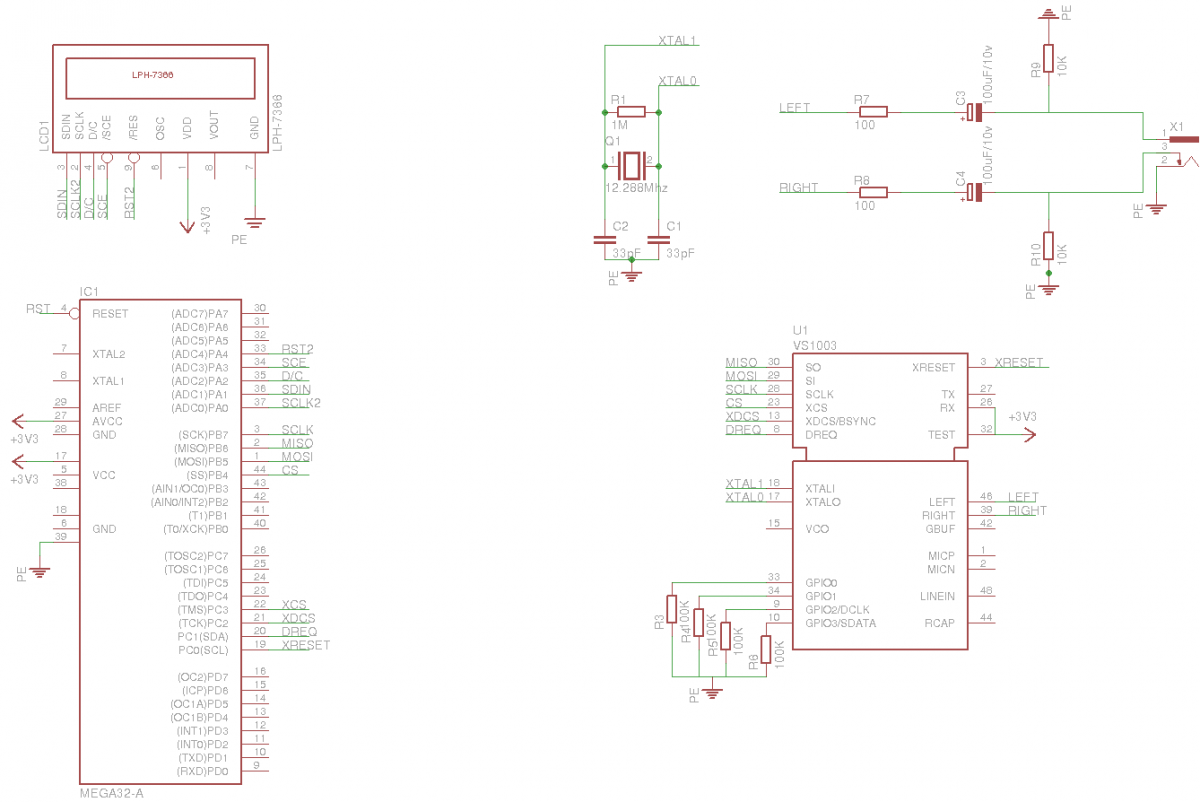 LPH-7366
LCD1
SDIN
SCLK
D/C
/SCE
/RES
OSC
VDD
VOUT
GND
LPH-7366
3
2
4
5
9
6
1
8
7
SDIN
SCLK2
D/C
SCE
RST2
+3V3
PE
XTAL1
XTAL0
R1
1M
Q1
1
2
12.288Mhz
C2
C1
33pF
33pF
PE
PE
R9
10K
LEFT
R7
100
C3
100uF/10v
RIGHT
R8
100
C4
100uF/10v
X1
1
3
2
PE
R10
10K
PE
IC1
RST
4
RESET
7
XTAL2
8
XTAL1
29
AREF
27
AVCC
+3V3
28
GND
17
+3V3
5
VCC
38
18
6
GND
39
PE
(ADC7)PA7 30
(ADC6)PA6 31
(ADC5)PA5 32
(ADC4)PA4 33 RST2
(ADC3)PA3 34 SCE
(ADC2)PA2 35 D/C
(ADC1)PA1 36 SDIN
(ADC0)PA0 37 SCLK2
(SCK)PB7 3 SCLK
(MISO)PB6 2 MISO
(MOSI)PB5 1 MOSI
(SS)PB4 44 CS
(AIN1/OC0)PB3 43
(AIN0/INT2)PB2 42
(T1)PB1 41
(T0/XCK)PB0 40
(TOSC2)PC7 26
(TOSC1)PC6 25
(TDI)PC5 24
(TDO)PC4 23
(TMS)PC3 22 XCS
(TCK)PC2 21 XDCS
PC1(SDA) 20 DREQ
PC0(SCL) 19 XRESET
(OC2)PD7 16
(ICP)PD6 15
(OC1A)PD5 14
(OC1B)PD4 13
(INT1)PD3 12
(INT0)PD2 11
(TXD)PD1 10
(RXD)PD0 9
MEGA32-A
U1
VS1003
MISO 30 SO
MOSI 29 SI
SCLK 28 SCLK
CS 23 XCS
XDCS 13 XDCS/BSYNC
DREQ 8 DREQ
XRESET 3 XRESET
TX 27
RX 26
+3V3
TEST 32
XTAL1 18 XTALI
XTAL0 17 XTALO
15 VCO
33 GPIO0
34 GPIO1
9 GPIO2/DCLK
10 GPIO3/SDATA
LEFT 46 LEFT
RIGHT 39 RIGHT
GBUF 42
MICP 1
MICN 2
LINEIN 48
RCAP 44
R3
100K
R4
100K
R5
100K
R6
100K
PE